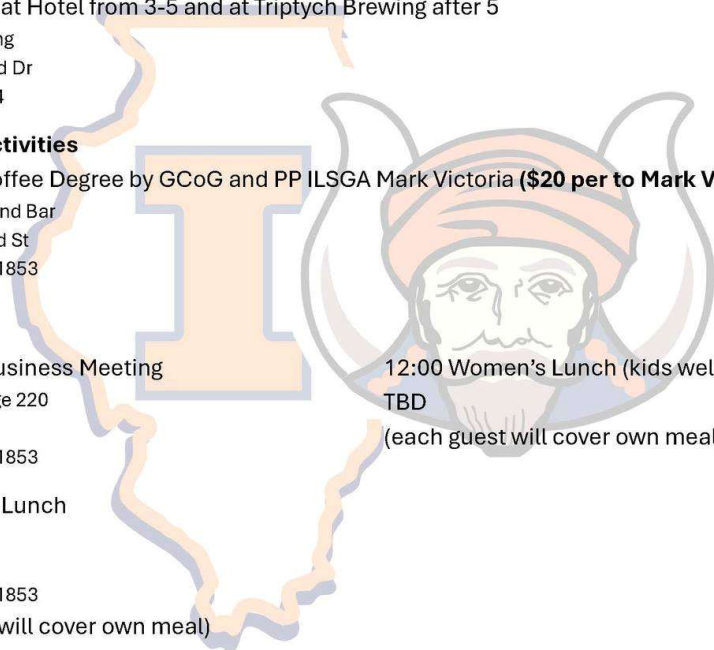 at Hotel from 3-5 and at Triptych Brewing after 5
ng
d Dr
4
ctivities
offee Degree by GCoG and PP ILSGA Mark Victoria ($20 per to Mark V
nd Bar
d St
1853
usiness Meeting
ge 220
1853
Lunch
1853
will cover own meal)
12:00 Women’s Lunch (kids wel
TBD
(each guest will cover own meal
I